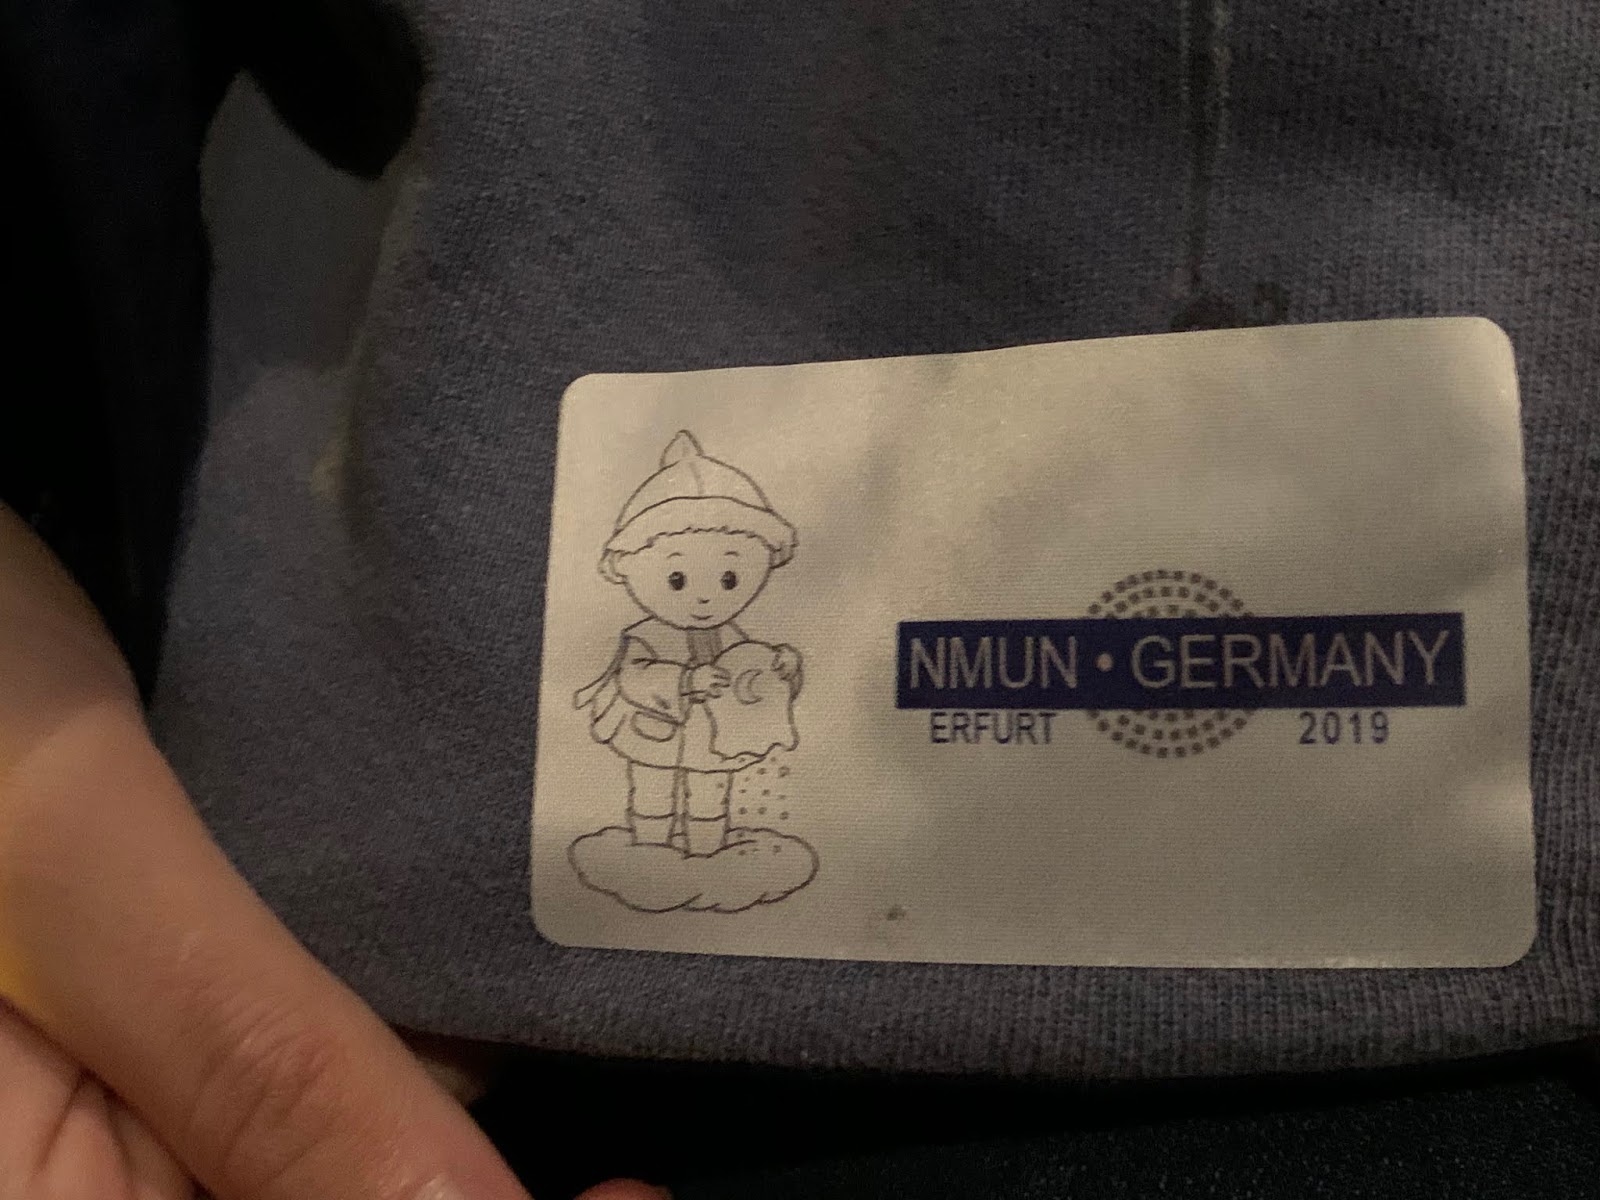 NMUN • GERMANY
ERFURT 2019